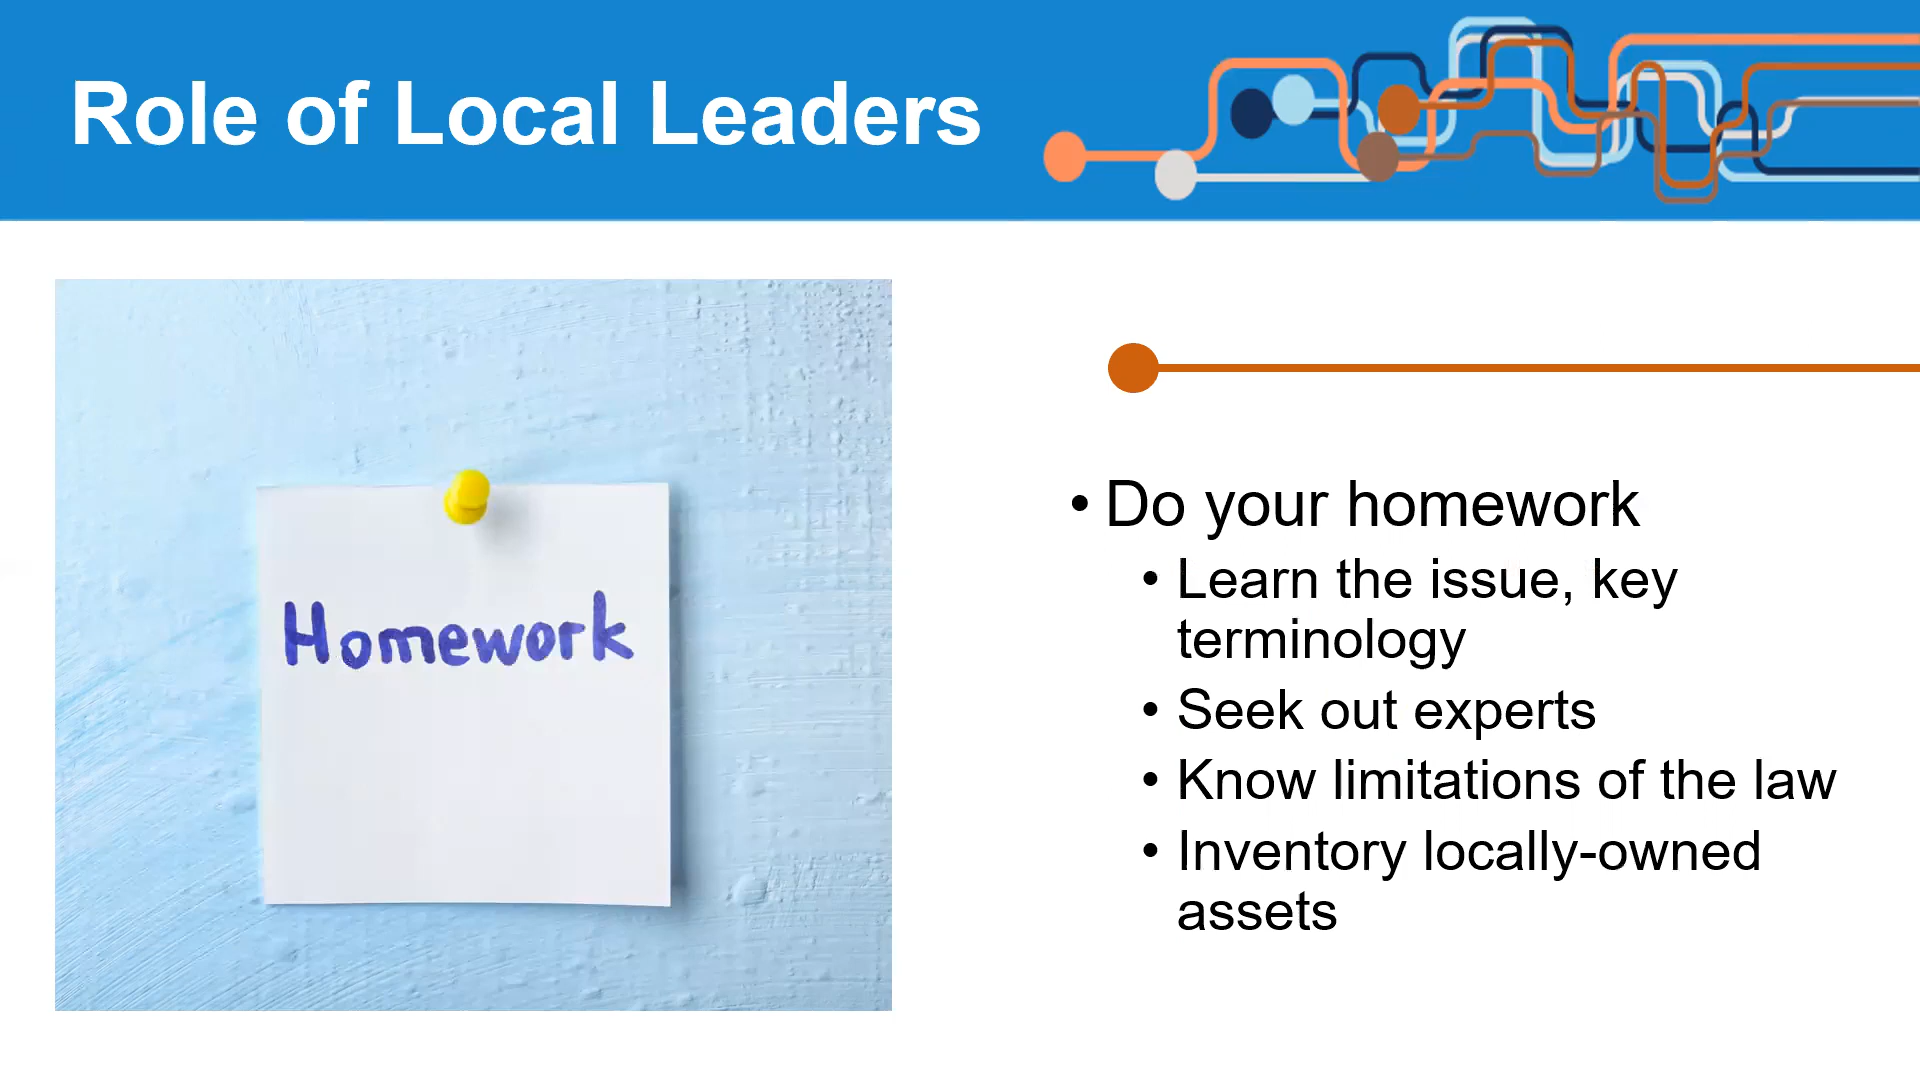 Role of Local Leaders
Homework
• Do your homework
• Learn the issue, key
terminology
• Seek out experts
• Know limitations of the law
• Inventory locally-owned
assets